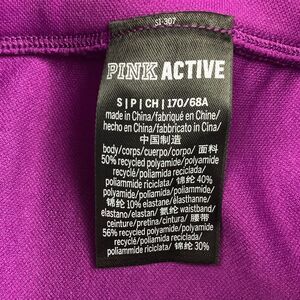 SI-307
PINK ACTIVE
S | P | CH | 170/68A
made in China/fabriqué en Chine/
hecho en China/fabbricato in Cina/
中国制造
body/corps/cuerpo/corpo/ 面料
50% recycled polyamide/polyamide
recyclé/poliamida reciclada/
poliammide riciclata/ 锦纶 40%
polyamide/polyamide/poliamida/
poliammide/
锦纶 10% elastane/élasthanne/
elastano/elastan/ 氨纶 waistband/
ceinture/pretina/cintura/ 腰带
56% recycled polyamide/polyamide
recyclé/poliamida reciclada/
poliammide riciclata/ 锦纶 30%